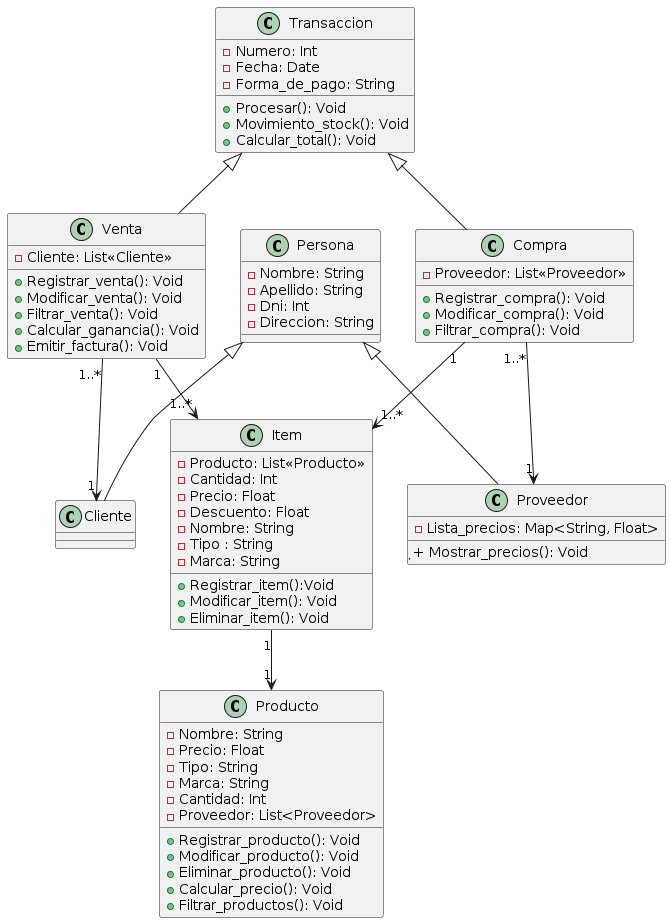 C Transaccion
- Numero: Int
- Fecha: Date
- Forma_de_pago: String
Procesar(): Void
Movimiento_stock(): Void
Calcular_total(): Void
C Venta
- Cliente: List«Cliente»
Registrar_venta(): Void
Modificar_venta(): Void
Filtrar_venta(): Void
Calcular_ganancia(): Void
Emitir_factura(): Void
C Persona
Nombre: String
Apellido: String
Dni: Int
Direccion: String
C Compra
Proveedor: List«Proveedor»
Registrar_compra(): Void
Modificar_compra(): Void
Filtrar_compra(): Void
1..*
1
1
1..*
1..*
1..*
1
1
C Cliente
C Item
Producto: List«Producto»
Cantidad: Int
Precio: Float
Descuento: Float
Nombre: String
Tipo : String
Marca: String
Registrar_item():Void
Modificar_item(): Void
Eliminar_item(): Void
C Proveedor
Lista_precios: Map<String, Float>
.+ Mostrar_precios(): Void
1
1
C Producto
Nombre: String
Precio: Float
Tipo: String
Marca: String
Cantidad: Int
Proveedor: List<Proveedor>
Registrar_producto(): Void
Modificar_producto(): Void
Eliminar_producto(): Void
Calcular_precio(): Void
Filtrar_productos(): Void